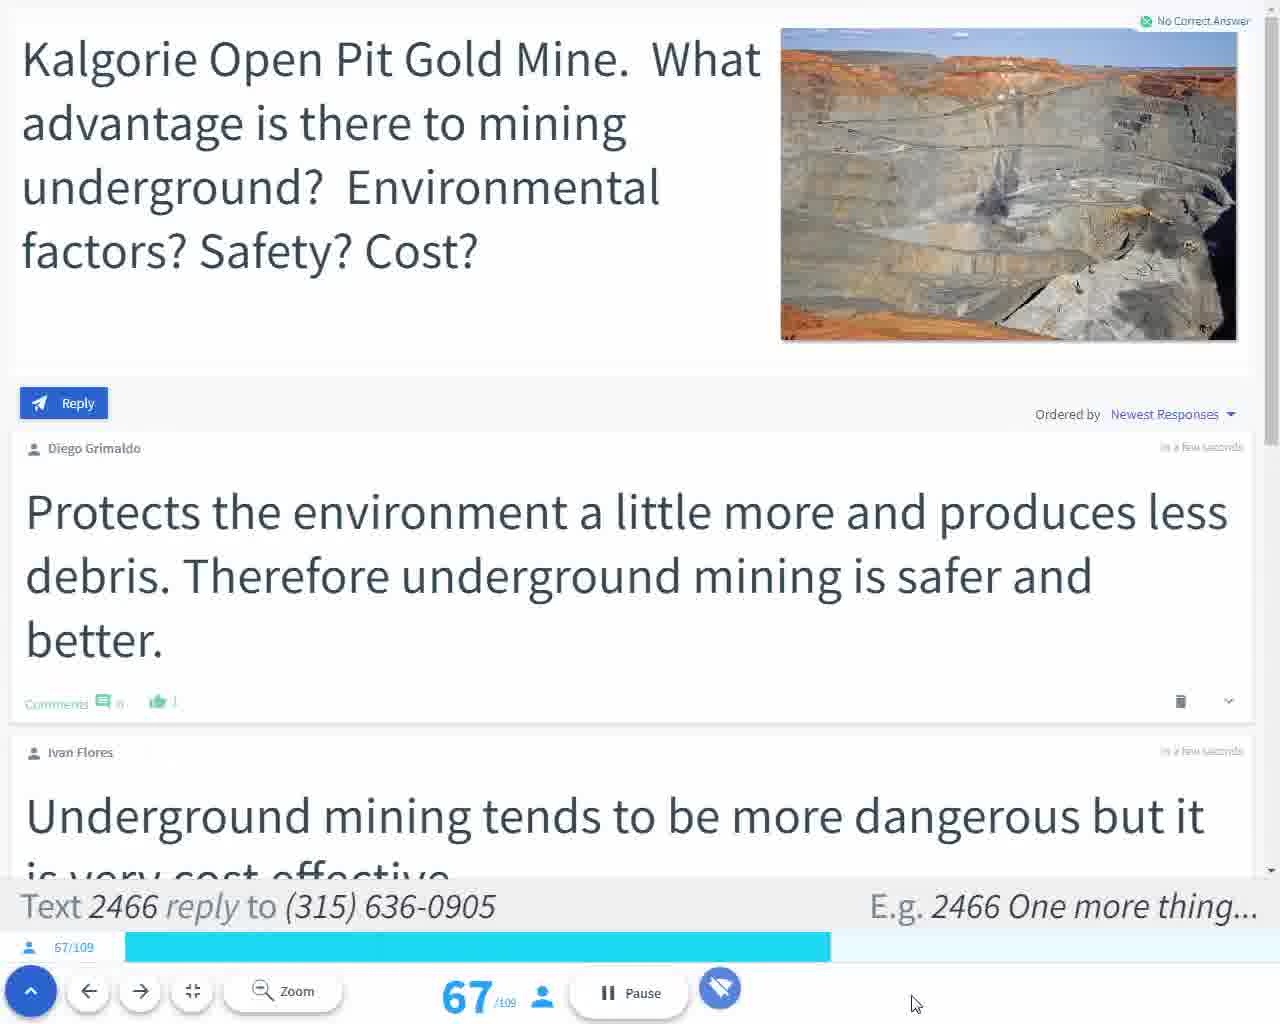 No Correct Answer
Kalgorie Open Pit Gold Mine. What
advantage is there to mining
underground? Environmental
factors? Safety? Cost?
Reply
Ordered by Newest Responses
Diego Grimaldo
in a few seconds
Protects the environment a little more and produces less
debris. Therefore underground mining is safer and
better.
Comments 0 1
Ivan Flores
in a few seconds
Underground mining tends to be more dangerous but it
is very cost effective
Text 2466 reply to (315) 636-0905
E.g. 2466 One more thing...
67/109
Zoom
67/109
Pause